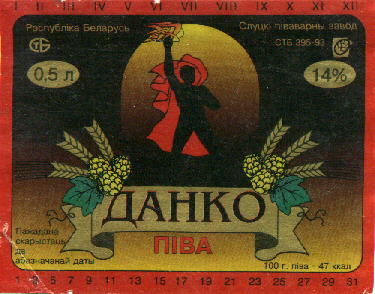 I II III IV V VI VII VIII IX X XI XII
Рэспубліка Беларусь
Слуцкі піваварны завод
СТБ 395-93
0,5 л
14%
ДАНКО
ПІВА
Пажадана
скарыстаць
да
абазначанай даты
100 г. піва - 47 ккал
1 3 5 7 9 11 13 15 17 19 21 23 25 27 29 31